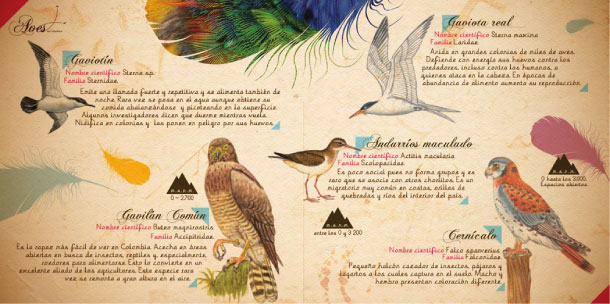 Aves
Gaviotín
Nombre científico Sterna sp.
Familia Sternidae
Emite una llamada fuerte y repetitiva y se alimenta también de
noche. Rara vez se posa en el agua aunque obtiene su
comida abalanzándose y picoteando en la superficie.
Algunos investigadores dicen que duerme mientras vuela.
Nidifica en colonias y los ponen en peligro por sus huevos.
Gaviota real
Nombre científico Sterna maxima
Familia Laridae
Anida en grandes colonias de miles de aves.
Defiende con energía sus huevos contra los
predadores, incluso contra los humanos, a
quienes ataca en la cabeza. En épocas de
abundancia de alimento aumenta su reproducción.
Andarríos maculado
Nombre científico Actitis macularia
Familia Scolopacidae
Es poco social pues no forma grupos y es
raro que se asocie con otros chorlitos. Es un
migratorio muy común en costas, orillas de
quebradas y ríos del interior del país.
m.s.n.m.
entre los 0 y 3 200
Gavilán Común
Nombre científico Buteo magnirostris
Familia Accipitridae
Es la rapaz más fácil de ver en Colombia. Acecha en áreas
abiertas en busca de insectos, reptiles y, especialmente,
roedores para alimentarse. Esto lo convierte en un
excelente aliado de los agricultores. Esta especie rara
vez se remonta a gran altura en el aire.
m.s.n.m.
0 - 2.700
Cernícalo
Nombre científico Falco sparverius
Familia Falconidae
Pequeño halcón cazador de insectos, pájaros y
lagartos a los cuales captura en el suelo. Macho y
hembra presentan coloración diferente.
m.s.n.m.
0 hasta los 3.200.
Espacios abiertos